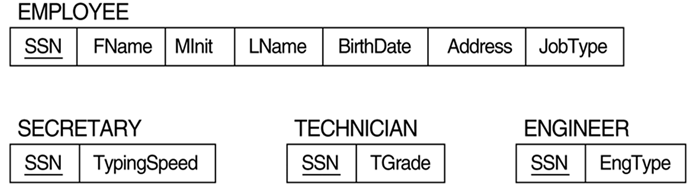 EMPLOYEE
SSN FName MInit LName BirthDate Address JobType
SECRETARY TECHNICIAN ENGINEER
SSN TypingSpeed SSN TGrade SSN EngType